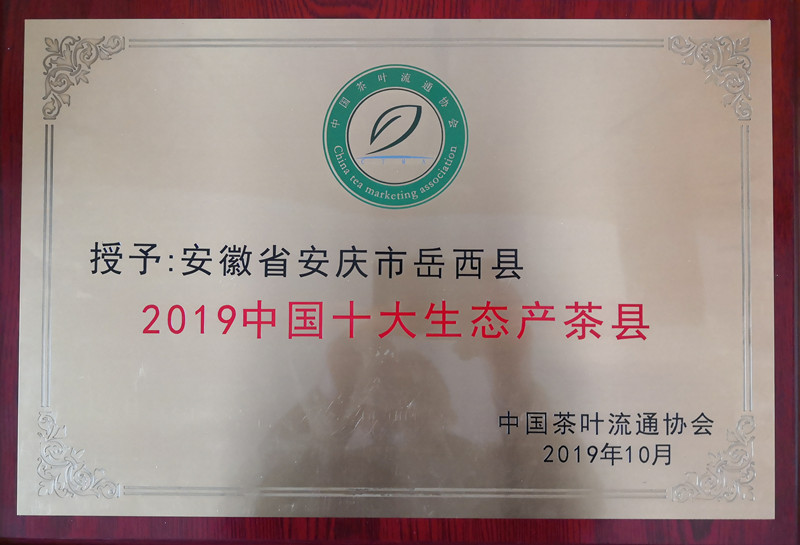 中国茶叶流通协会
China tea marketing association
授予:安徽省安庆市岳西县
2019中国十大生态产茶县
中国茶叶流通协会
2019年10月